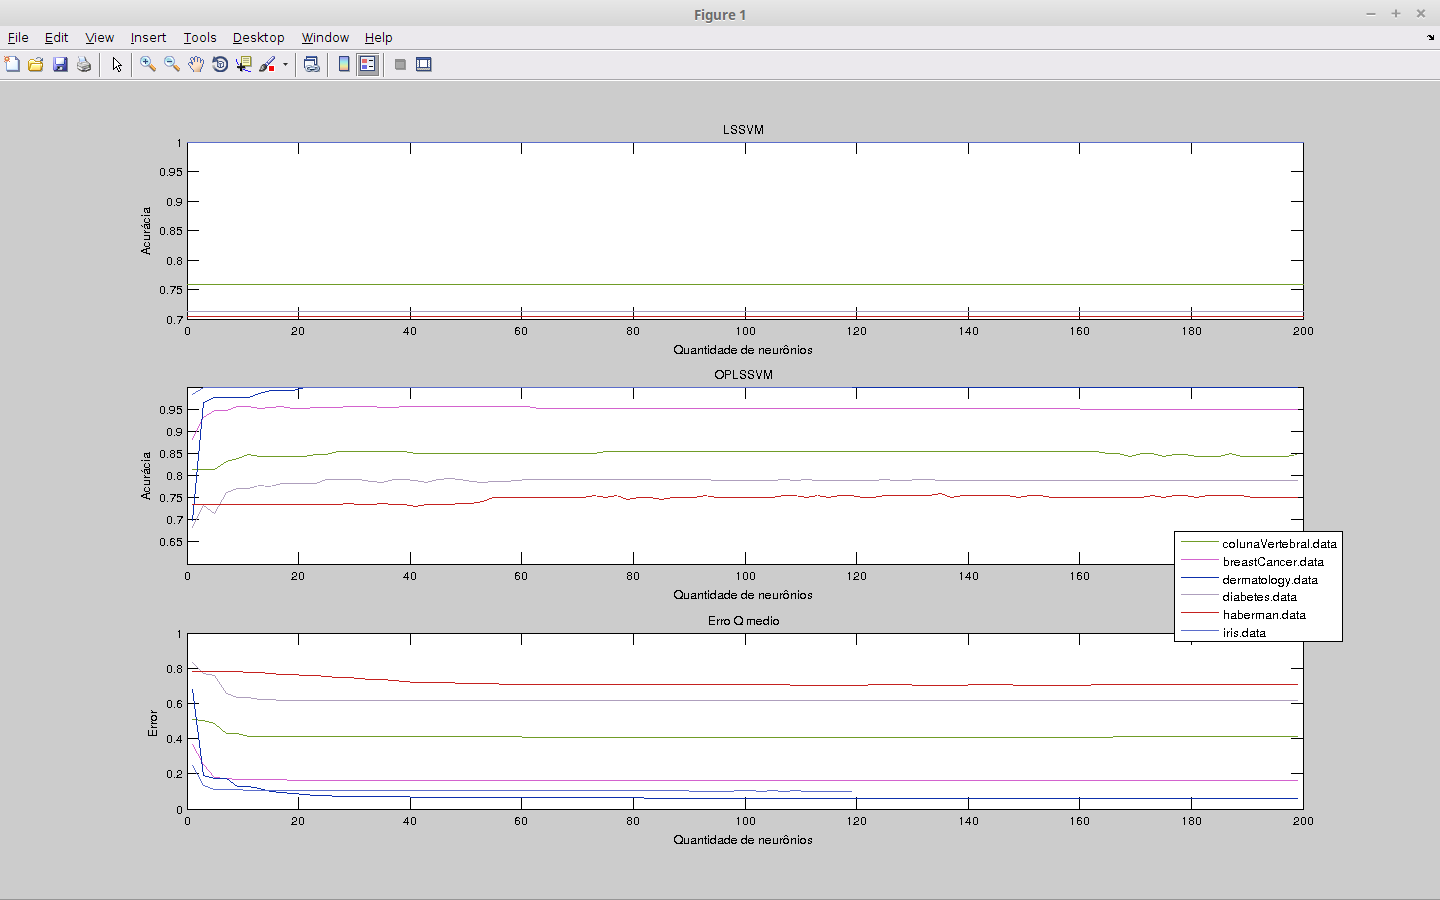 Figure 1
File Edit View Insert Tools Desktop Window Help
LSSVM
1
0.95
0.9
0.85
0.8
0.75
0.7
Acurácia
0 20 40 60 80 100 120 140 160 180 200
Quantidade de neurônios
OPLSSVM
0.95
0.9
0.85
0.8
0.75
0.7
0.65
Acurácia
0 20 40 60 80 100 120 140 160
Quantidade de neurônios
colunaVertebral.data
breastCancer.data
dermatology.data
diabetes.data
haberman.data
iris.data
Erro Q medio
1
0.8
0.6
0.4
0.2
0
Error
0 20 40 60 80 100 120 140 160 180 200
Quantidade de neurônios